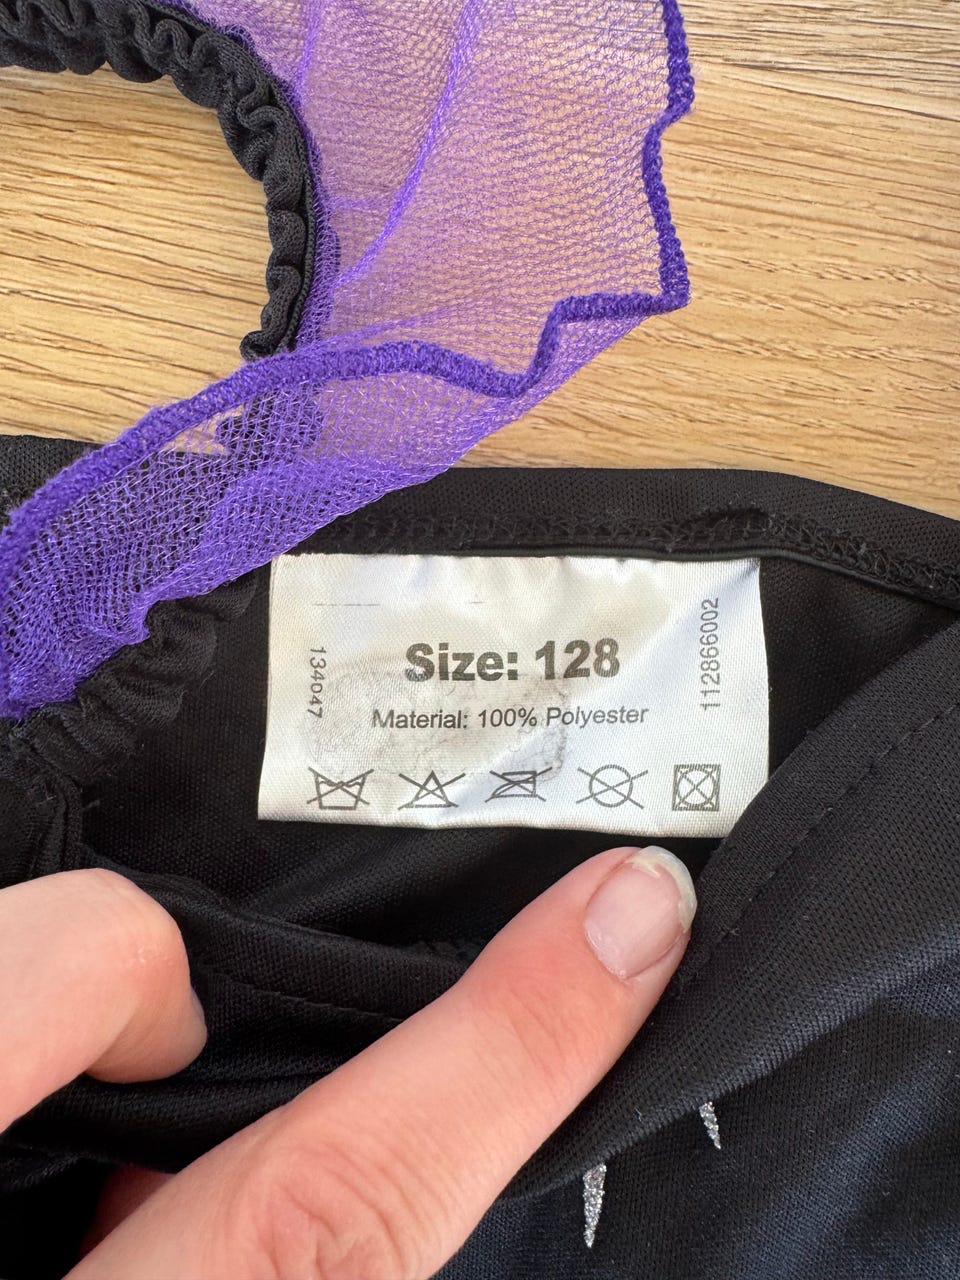 Size: 128
Material: 100% Polyester
134047
112866002